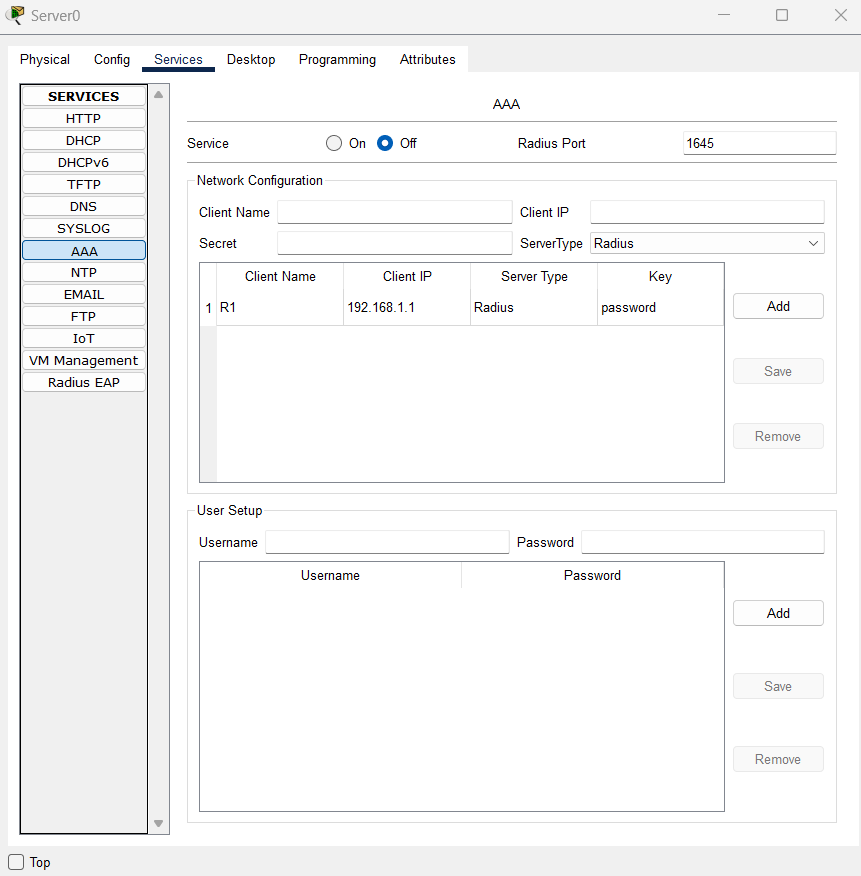 Server0
Physical Config Services Desktop Programming Attributes
SERVICES
HTTP
DHCP
DHCPv6
TFTP
DNS
SYSLOG
AAA
NTP
EMAIL
FTP
IoT
VM Management
Radius EAP
AAA
Service On Off Radius Port 1645
Network Configuration
Client Name Client IP
Secret ServerType Radius
Client Name Client IP Server Type Key
1 R1 192.168.1.1 Radius password
Add
Save
Remove
User Setup
Username Password
Username Password
Add
Save
Remove
Top